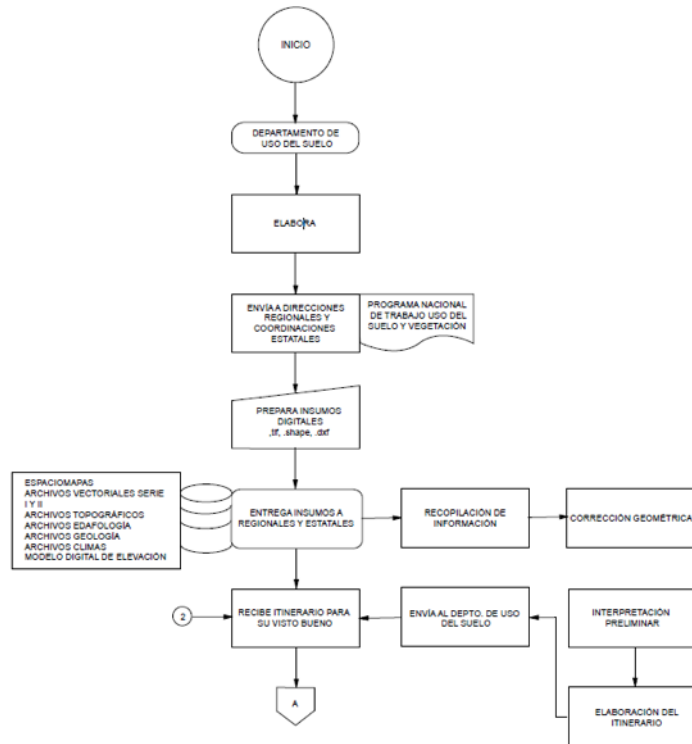 INICIO
DEPARTAMENTO DE
USO DEL SUELO
ELABORA
ENVÍA A DIRECCIONES
REGIONALES Y
COORDINACIONES
ESTATALES
PROGRAMA NACIONAL
DE TRABAJO USO DEL
SUELO Y VEGETACIÓN
PREPARA INSUMOS
DIGITALES
,tif, .shape, .dxf
ESPACIOMAPAS
ARCHIVOS VECTORIALES SERIE
I Y II
ARCHIVOS TOPOGRÁFICOS
ARCHIVOS EDAFOLOGÍA
ARCHIVOS GEOLOGÍA
ARCHIVOS CLIMAS
MODELO DIGITAL DE ELEVACIÓN
ENTREGA INSUMOS A
REGIONALES Y ESTATALES
RECOPILACIÓN DE
INFORMACIÓN
CORRECCIÓN GEOMÉTRICA
2
RECIBE ITINERARIO PARA
SU VISTO BUENO
ENVÍA AL DEPTO. DE USO
DEL SUELO
INTERPRETACIÓN
PRELIMINAR
A
ELABORACIÓN DEL
ITINERARIO